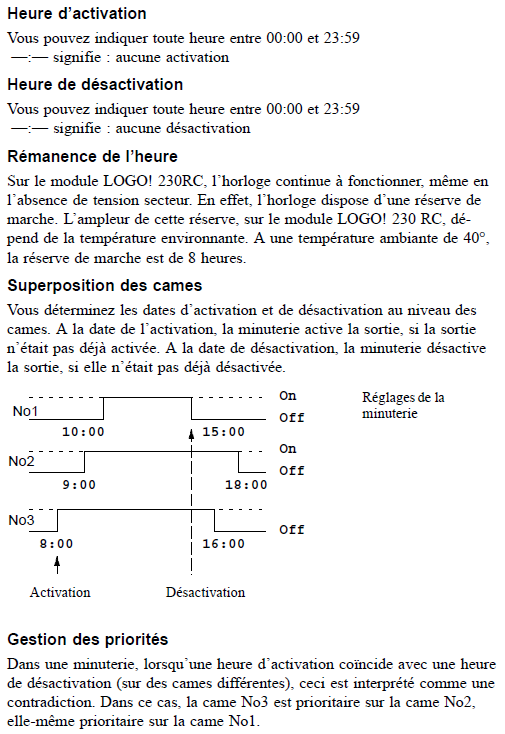 Heure d’activation
Vous pouvez indiquer toute heure entre 00:00 et 23:59
—:— signifie : aucune activation
Heure de désactivation
Vous pouvez indiquer toute heure entre 00:00 et 23:59
—:— signifie : aucune désactivation
Rémanence de l’heure
Sur le module LOGO! 230RC, l’horloge continue à fonctionner, même en
l’absence de tension secteur. En effet, l’horloge dispose d’une réserve de
marche. L’ampleur de cette réserve, sur le module LOGO! 230 RC, dé-
pend de la température environnante. A une température ambiante de 40°,
la réserve de marche est de 8 heures.
Superposition des cames
Vous déterminez les dates d’activation et de désactivation au niveau des
cames. A la date de l’activation, la minuterie active la sortie, si la sortie
n’était pas déjà activée. A la date de désactivation, la minuterie désactive
la sortie, si elle n’était pas déjà désactivée.
On
Réglages de la
minuterie
No1
Off
10:00 15:00
On
No2
Off
9:00 18:00
No3
Off
8:00 16:00
Activation Désactivation
Gestion des priorités
Dans une minuterie, lorsqu’une heure d’activation coïncide avec une heure
de désactivation (sur des cames différentes), ceci est interprété comme une
contradiction. Dans ce cas, la came No3 est prioritaire sur la came No2,
elle-même prioritaire sur la came No1.